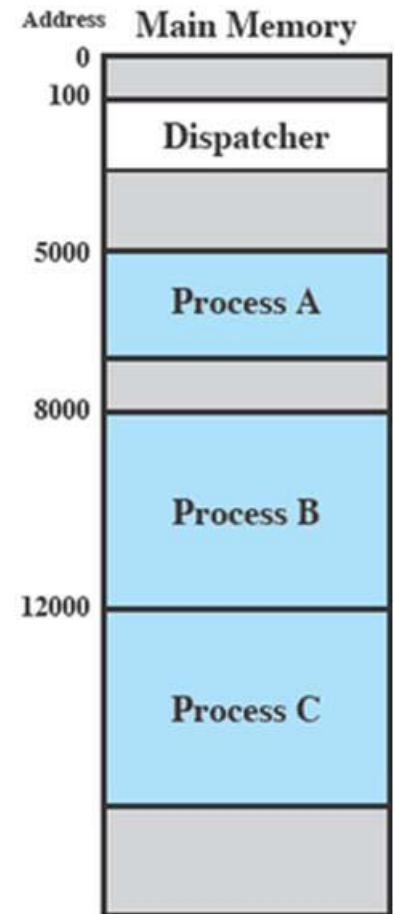 Address Main Memory
0
100
Dispatcher
5000
Process A
8000
Process B
12000
Process C